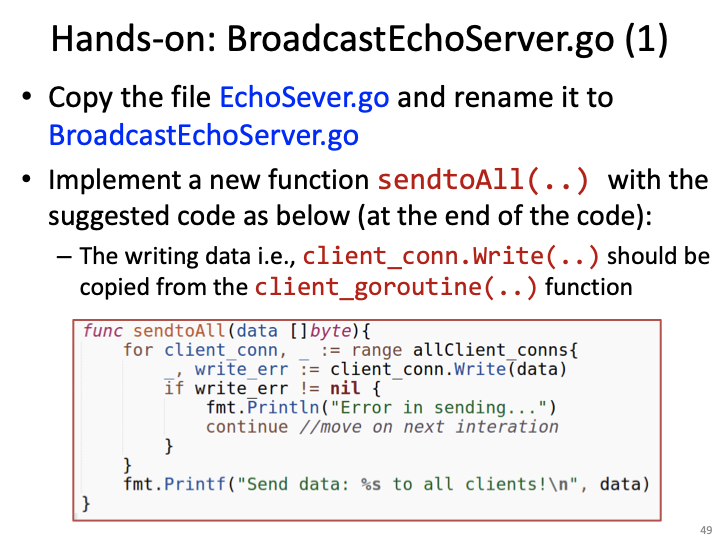 Hands-on: BroadcastEchoServer.go (1)
• Copy the file EchoSever.go and rename it to
BroadcastEchoServer.go
• Implement a new function sendtoAll(..) with the
suggested code as below (at the end of the code):
– The writing data i.e., client_conn.Write(..) should be
copied from the client_goroutine(..) function
func sendtoAll(data []byte){
    for client_conn, _ := range allClient_conns{
        _, write_err := client_conn.Write(data)
        if write_err != nil {
            fmt.Println("Error in sending...")
            continue //move on next interation
        }
    }
    fmt.Printf("Send data: %s to all clients!\n", data)
}
49